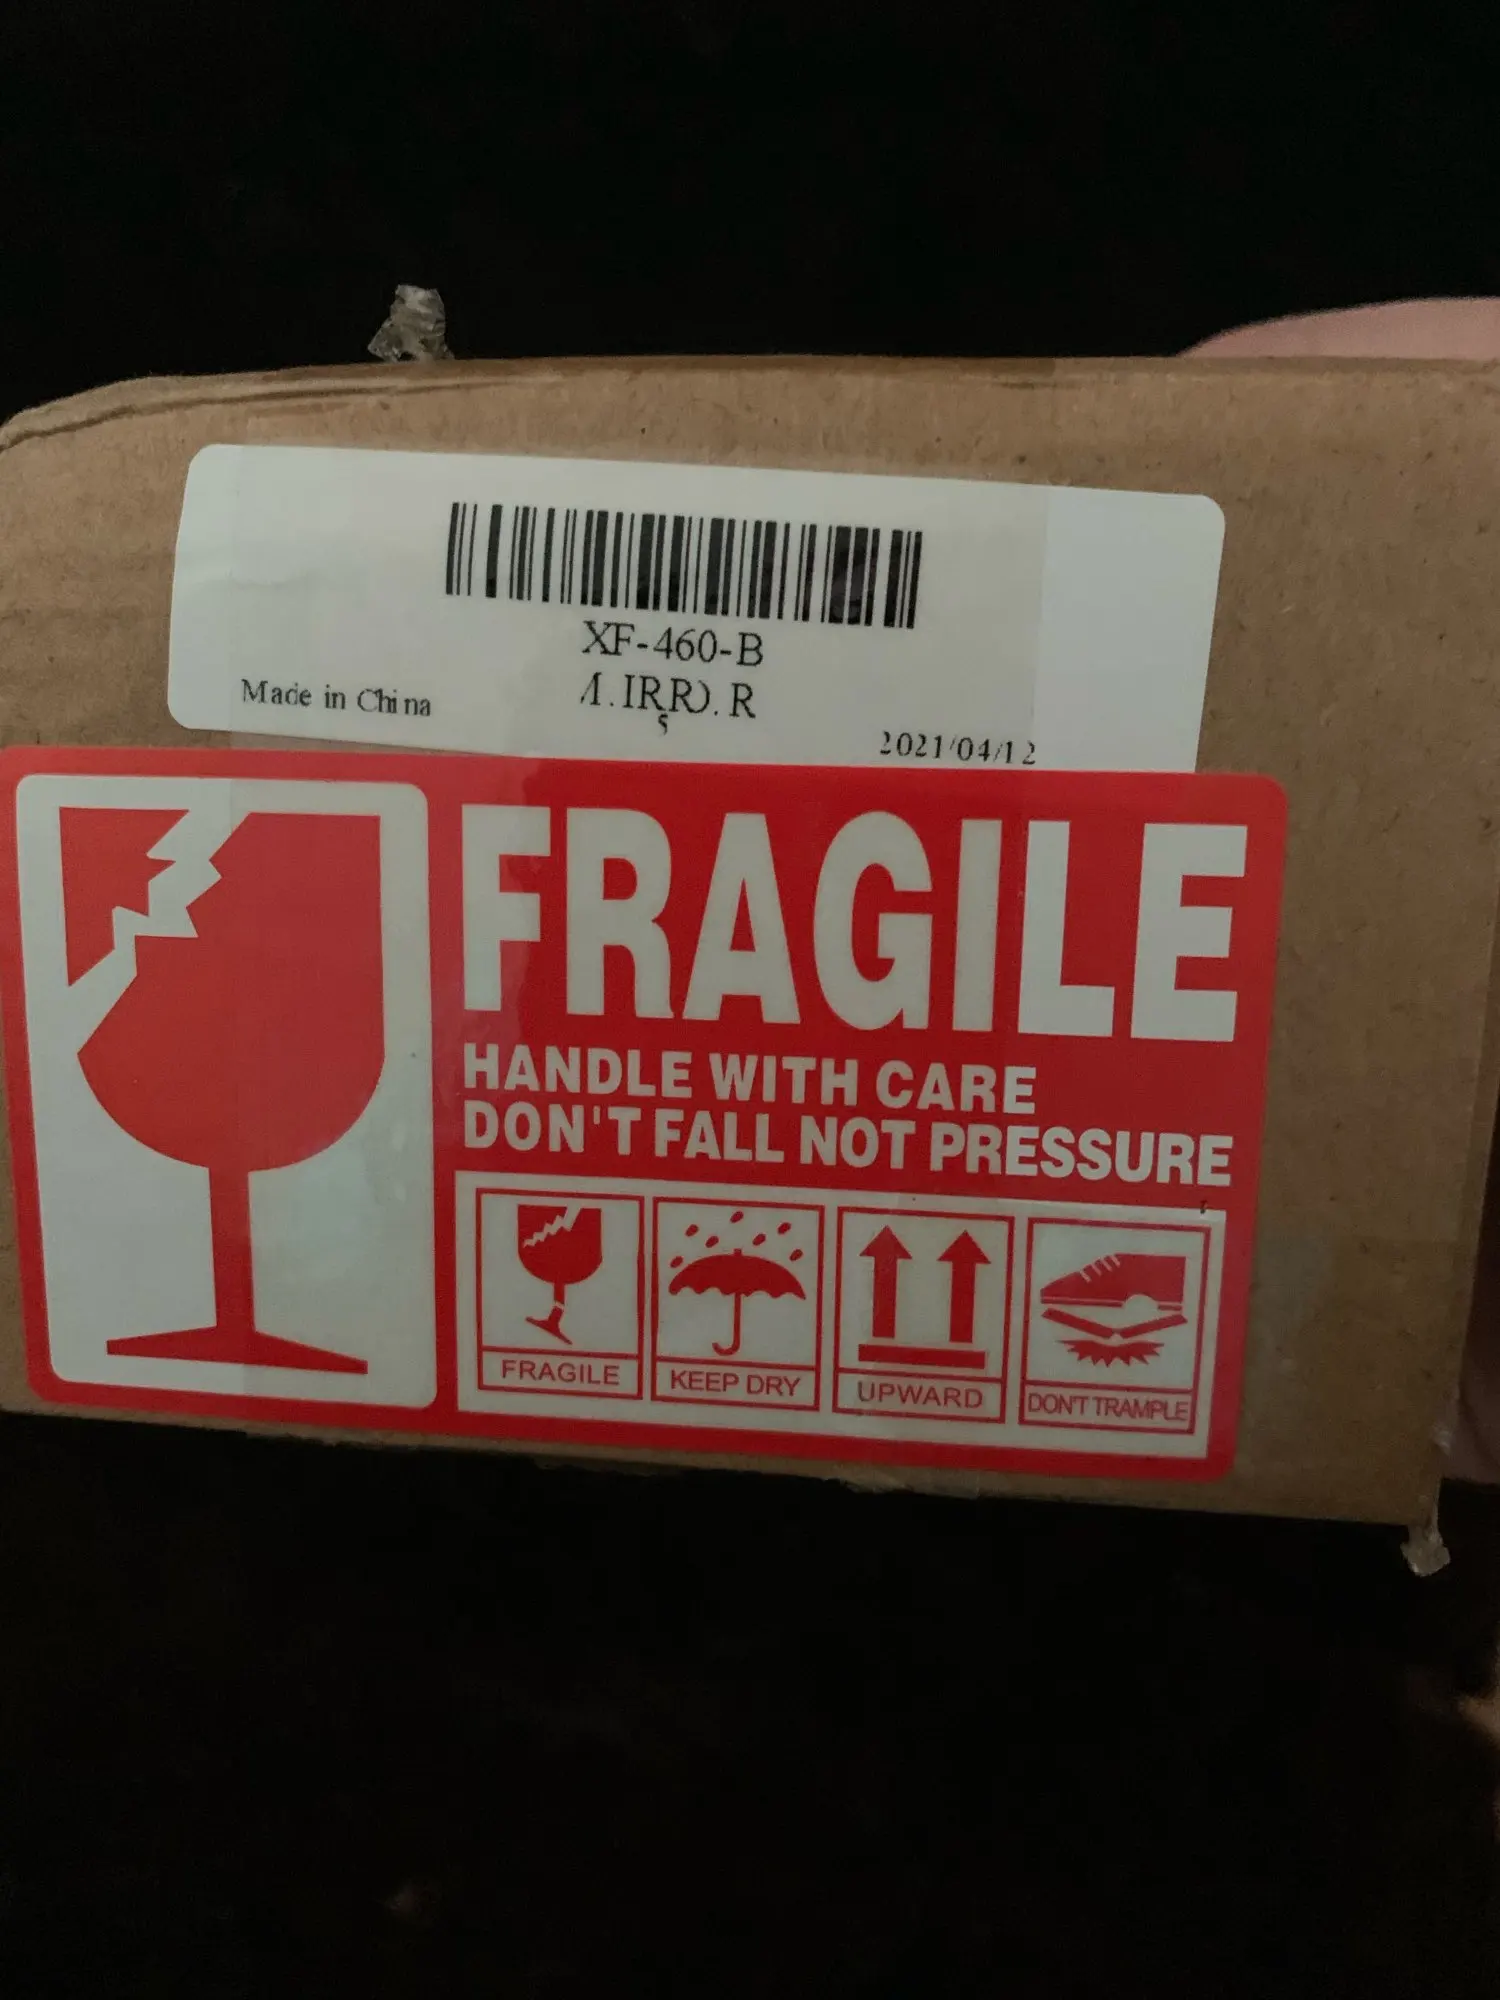 XF-460-B
Made in China
2021/04/12
FRAGILE
HANDLE WITH CARE
DON'T FALL NOT PRESSURE
FRAGILE
KEEP DRY
UPWARD
DON'T TRAMPLE